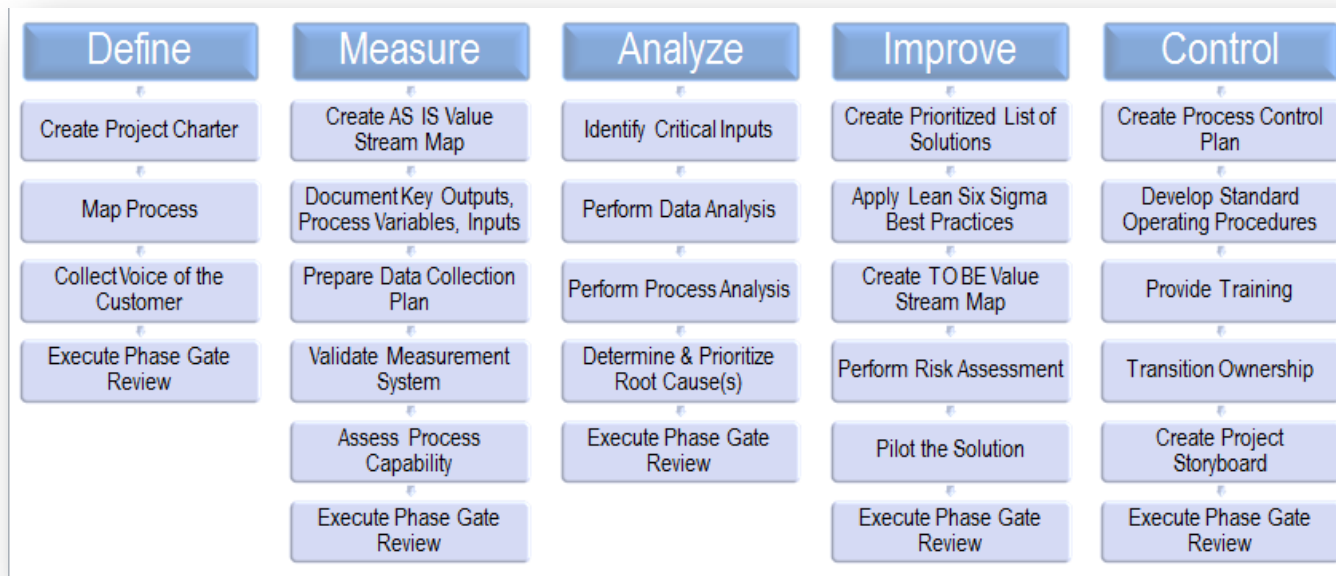 Define
Create Project Charter
Map Process
Collect Voice of the
Customer
Execute Phase Gate
Review
Measure
Create AS IS Value
Stream Map
Document Key Outputs,
Process Variables, Inputs
Prepare Data Collection
Plan
Validate Measurement
System
Assess Process
Capability
Execute Phase Gate
Review
Analyze
Identify Critical Inputs
Perform Data Analysis
Perform Process Analysis
Determine & Prioritize
Root Cause(s)
Execute Phase Gate
Review
Improve
Create Prioritized List of
Solutions
Apply Lean Six Sigma
Best Practices
Create TO BE Value
Stream Map
Perform Risk Assessment
Pilot the Solution
Execute Phase Gate
Review
Control
Create Process Control
Plan
Develop Standard
Operating Procedures
Provide Training
Transition Ownership
Create Project
Storyboard
Execute Phase Gate
Review